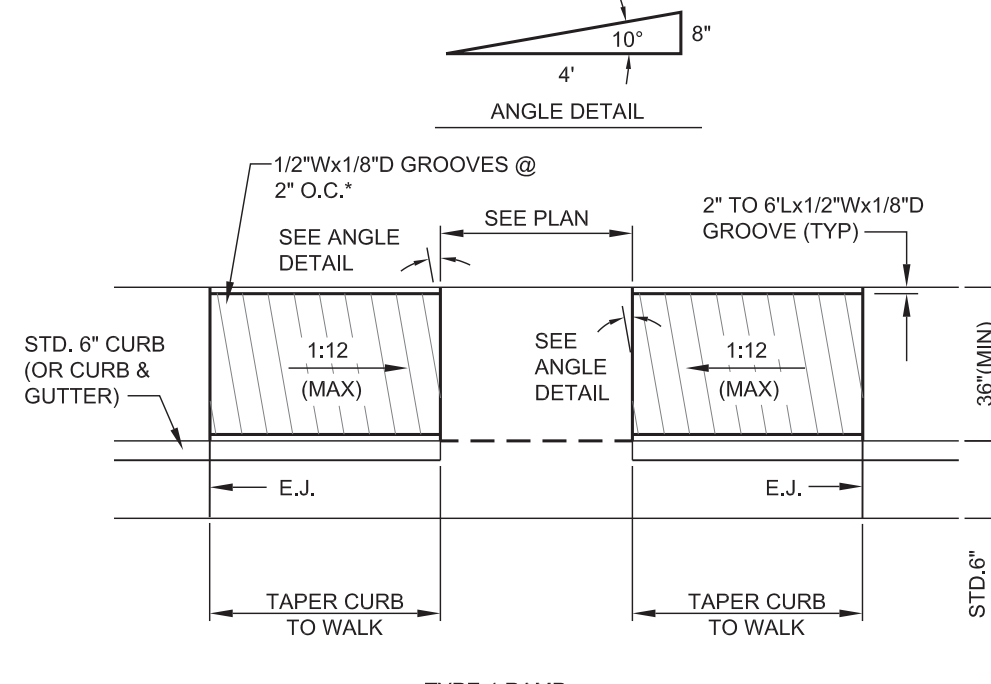 10°
8"
4'
ANGLE DETAIL
1/2"Wx1/8"D GROOVES @
2" O.C.*
SEE PLAN
2" TO 6'Lx1/2"Wx1/8"D
GROOVE (TYP)
SEE ANGLE
DETAIL
STD. 6" CURB
(OR CURB &
GUTTER)
1:12
(MAX)
SEE
ANGLE
DETAIL
1:12
(MAX)
36"(MIN)
E.J.
E.J.
STD.6"
TAPER CURB
TO WALK
TAPER CURB
TO WALK